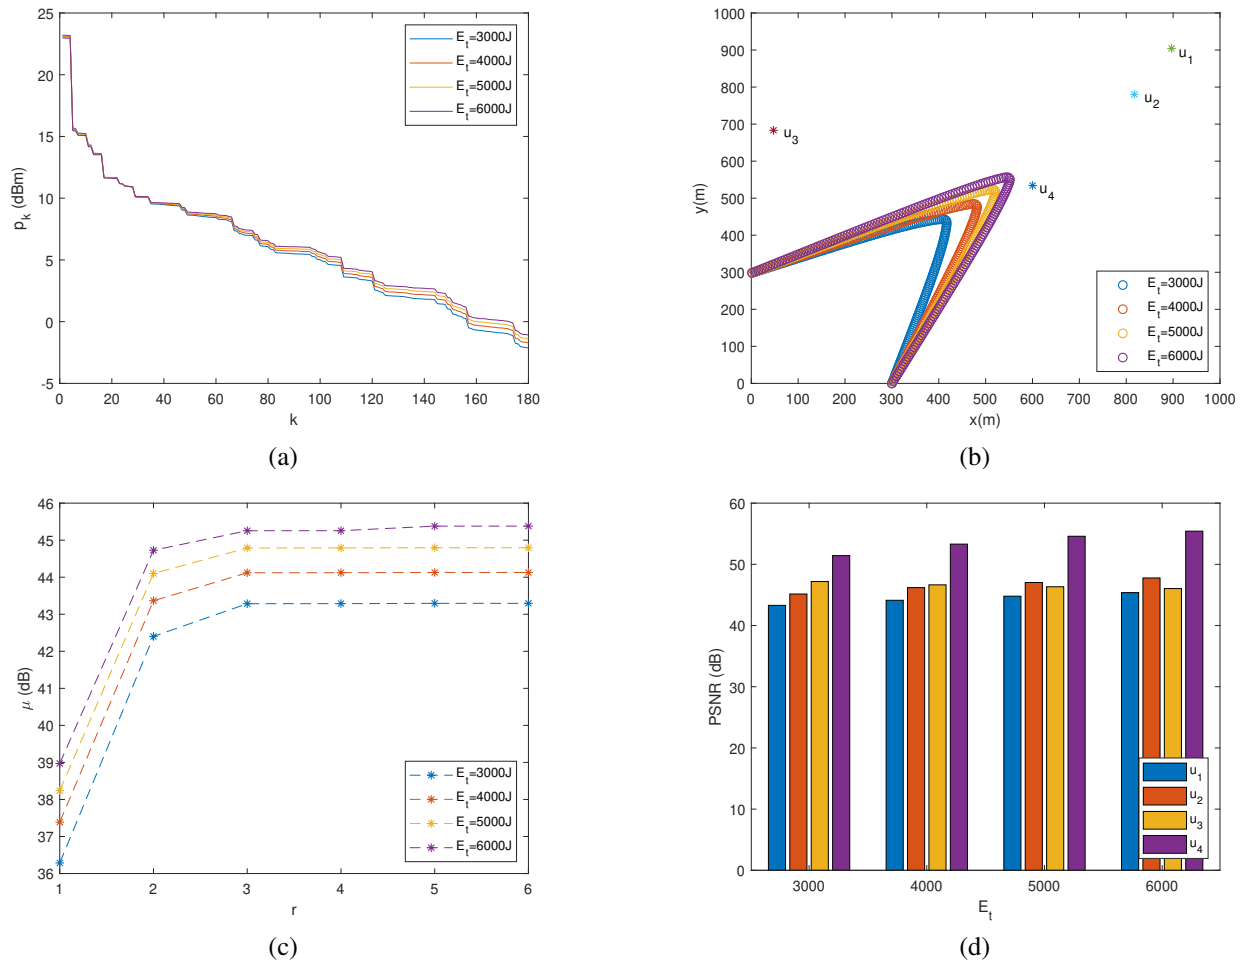 25
20
15
10
5
0
-5
p_k (dBm)
0 20 40 60 80 100 120 140 160 180
k
E_t=3000J
E_t=4000J
E_t=5000J
E_t=6000J
(a)
1000
900
800
700
600
500
400
300
200
100
0
y(m)
0 100 200 300 400 500 600 700 800 900 1000
x(m)
u_1
u_2
u_3
u_4
E_t=3000J
E_t=4000J
E_t=5000J
E_t=6000J
(b)
46
45
44
43
42
41
40
39
38
37
36
μ (dB)
1 2 3 4 5 6
r
E_t=3000J
E_t=4000J
E_t=5000J
E_t=6000J
(c)
60
50
40
30
20
10
0
PSNR (dB)
3000 4000 5000 6000
E_t
u_1
u_2
u_3
u_4
(d)